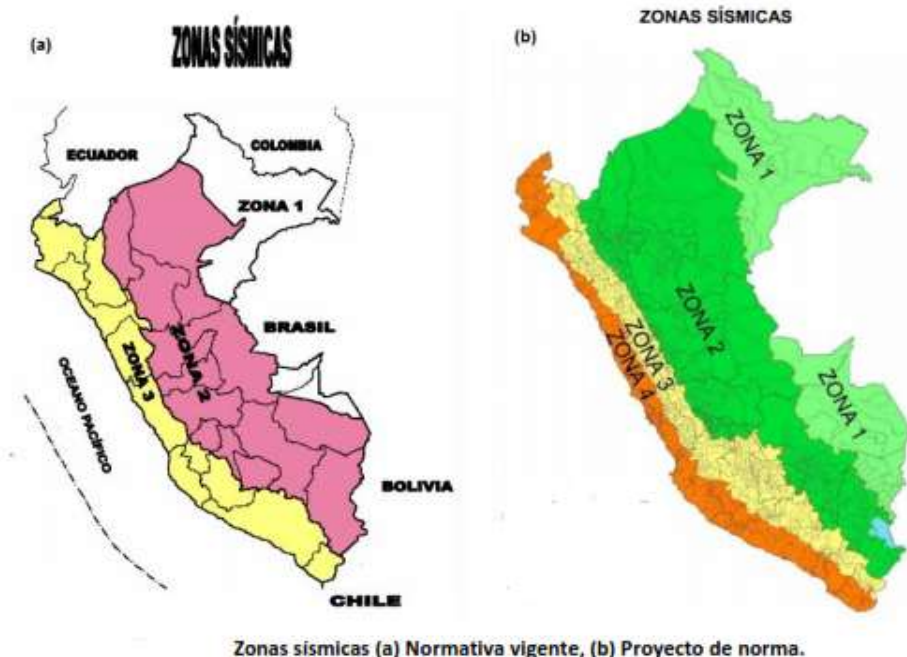 (a)
ZONAS SÍSMICAS
ECUADOR
COLOMBIA
ZONA 1
BRASIL
ZONA 3
ZONA 2
OCEANO PACÍFICO
BOLIVIA
CHILE
(b)
ZONAS SÍSMICAS
ZONA 1
ZONA 2
ZONA 3
ZONA 4
ZONA 1
Zonas sísmicas (a) Normativa vigente, (b) Proyecto de norma.